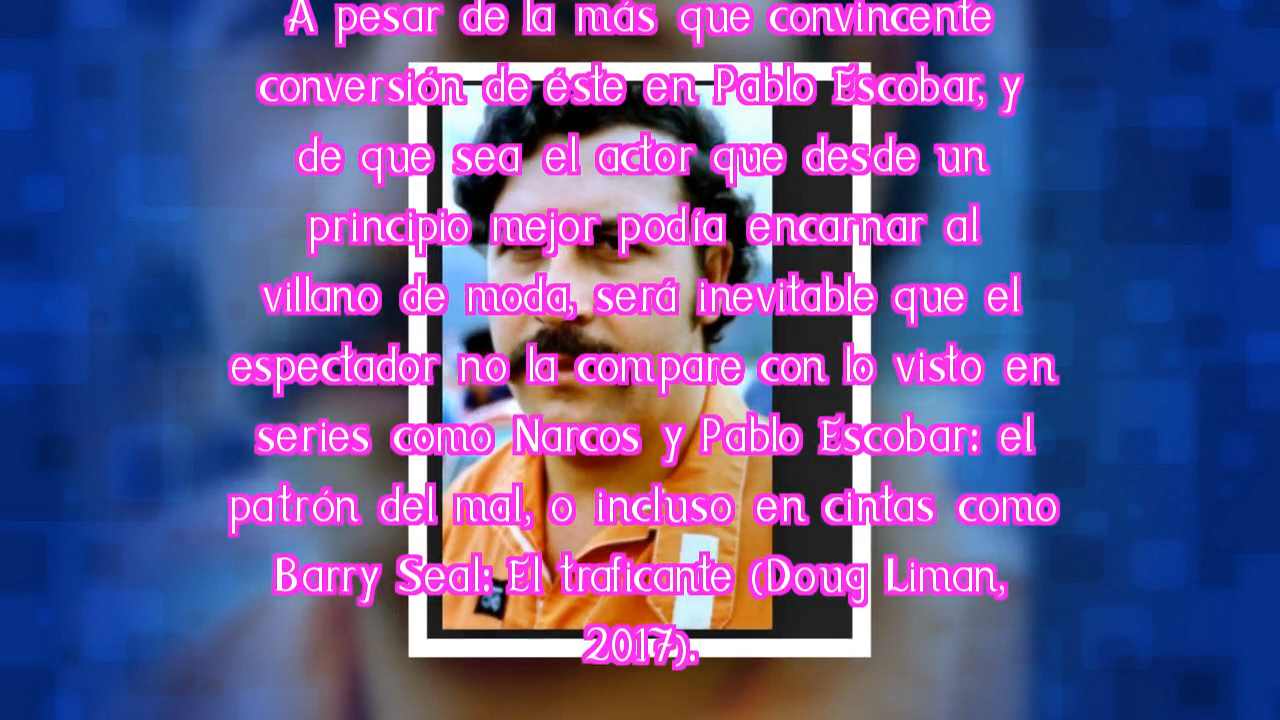 A pesar de la más que convincente
conversión de éste en Pablo Escobar, y
de que sea el actor que desde un
principio mejor podía encarnar al
villano de moda, será inevitable que el
espectador no la compare con lo visto en
series como Narcos y Pablo Escobar: el
patrón del mal, o incluso en cintas como
Barry Seal: El traficante (Doug Liman,
2017).